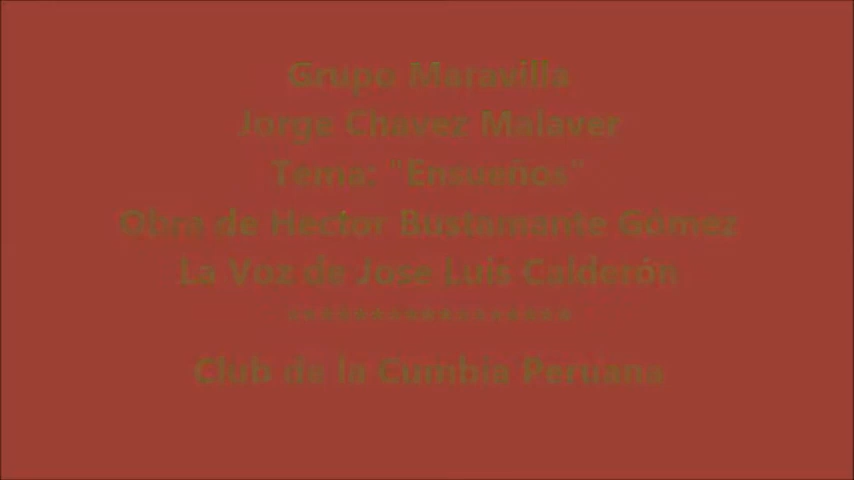 Grupo Maravilla
Jorge Chavez Malaver
Tema: "Ensueños"
Obra de Hector Bustamante Gómez
La Voz de Jose Luis Calderón
*****************
Club de la Cumbia Peruana